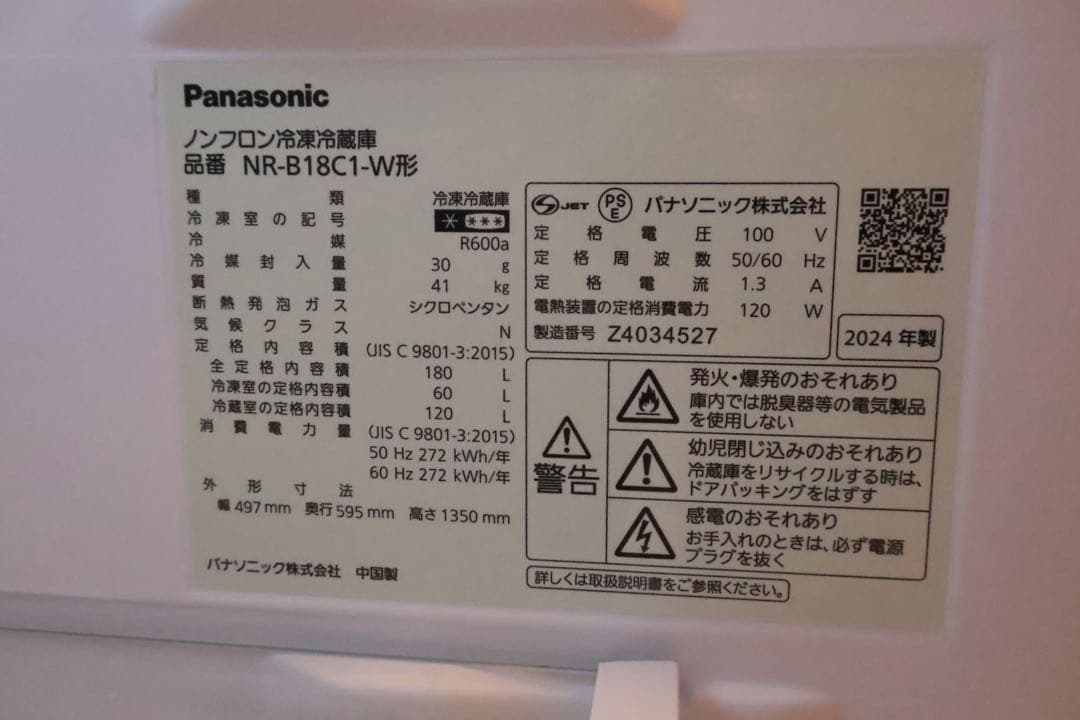 Panasonic
ノンフロン冷凍冷蔵庫
品番 NR-B18C1-W形
種類 冷凍冷蔵庫
冷凍室の記号 * ***
冷媒 R600a
冷媒封入量 30 g
質量 41 kg
断熱発泡ガス シクロペンタン
気候クラス N
定格内容積 (JIS C 9801-3:2015)
全定格内容積 180 L
冷凍室の定格内容積 60 L
冷蔵室の定格内容積 120 L
消費電力量 (JIS C 9801-3:2015)
50 Hz 272 kWh/年
60 Hz 272 kWh/年
外形寸法
幅 497 mm 奥行 595 mm 高さ 1350 mm
パナソニック株式会社 中国製
JET PSE パナソニック株式会社
定格電圧 100 V
定格周波数 50/60 Hz
定格電流 1.3 A
電熱装置の定格消費電力 120 W
製造番号 Z4034527
2024 年製
警告
発火・爆発のおそれあり
庫内では脱臭器等の電気製品
を使用しない
幼児閉じ込みのおそれあり
冷蔵庫をリサイクルする時は、
ドアパッキングをはずす
感電のおそれあり
お手入れのときは、必ず電源
プラグを抜く
詳しくは取扱説明書をご参照ください。